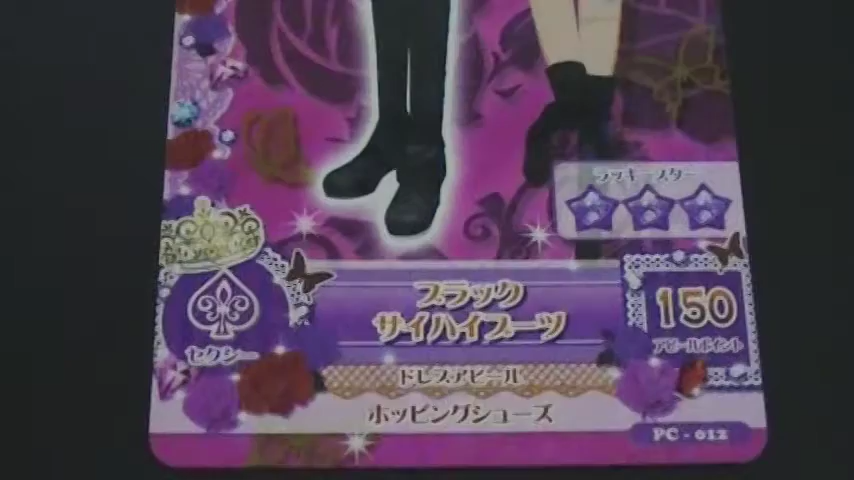 ラッキースター
ブラック
サイハイブーツ
150
アピールポイント
セクシー
ドレスアピール
ホッピングシューズ
PC - 012